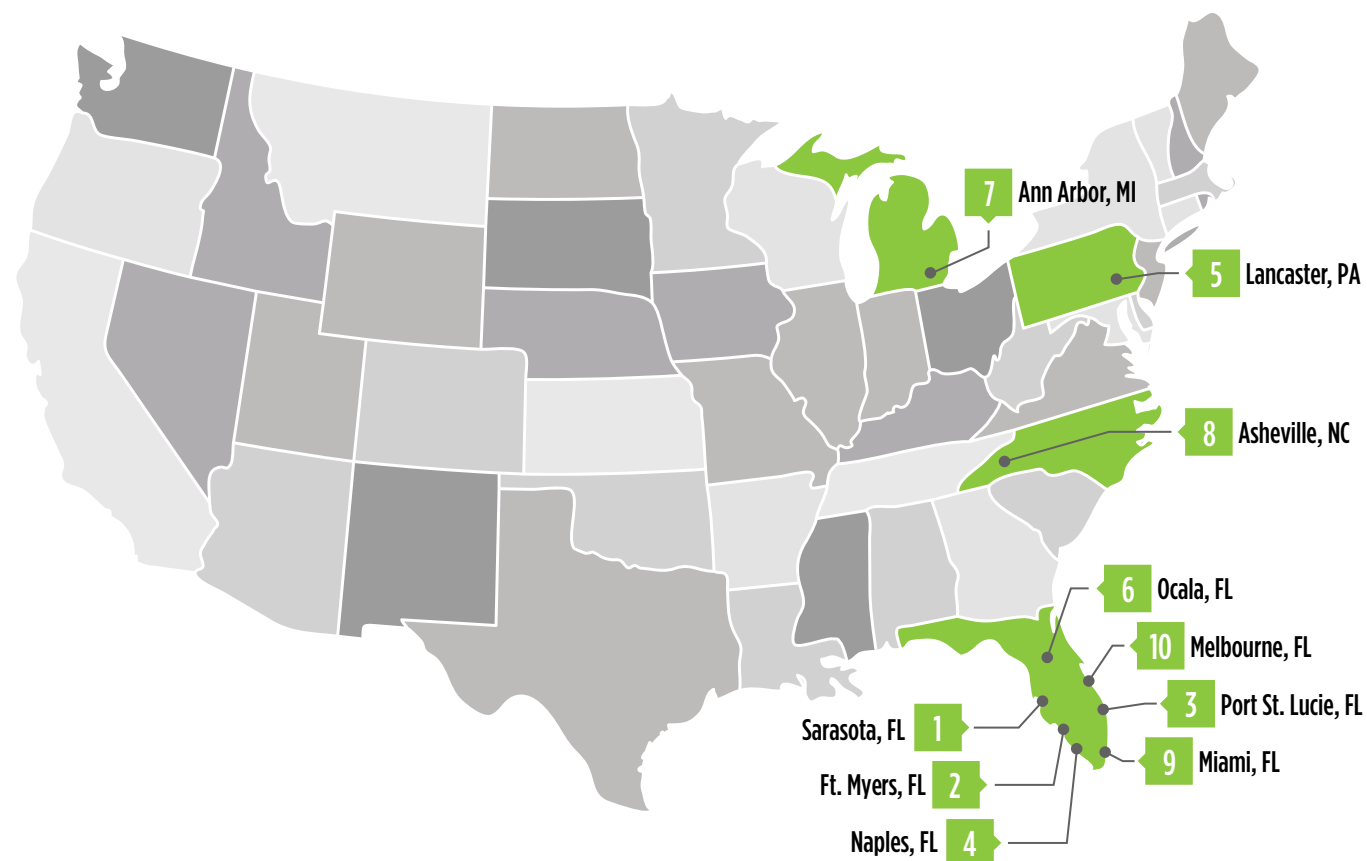 7 Ann Arbor, MI
5 Lancaster, PA
8 Asheville, NC
6 Ocala, FL
10 Melbourne, FL
3 Port St. Lucie, FL
Sarasota, FL 1
9 Miami, FL
Ft. Myers, FL 2
Naples, FL 4